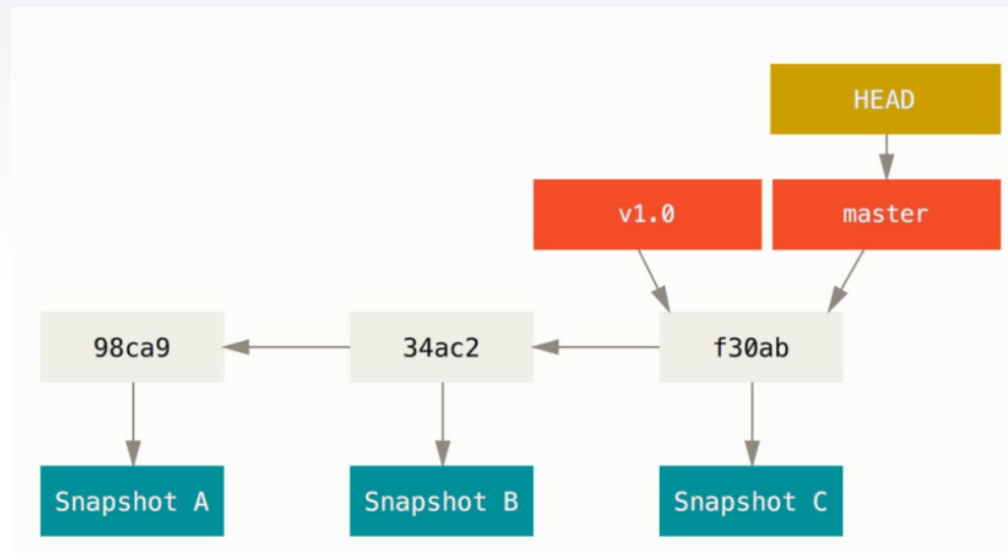 HEAD
v1.0
master
98ca9
34ac2
f30ab
Snapshot A
Snapshot B
Snapshot C